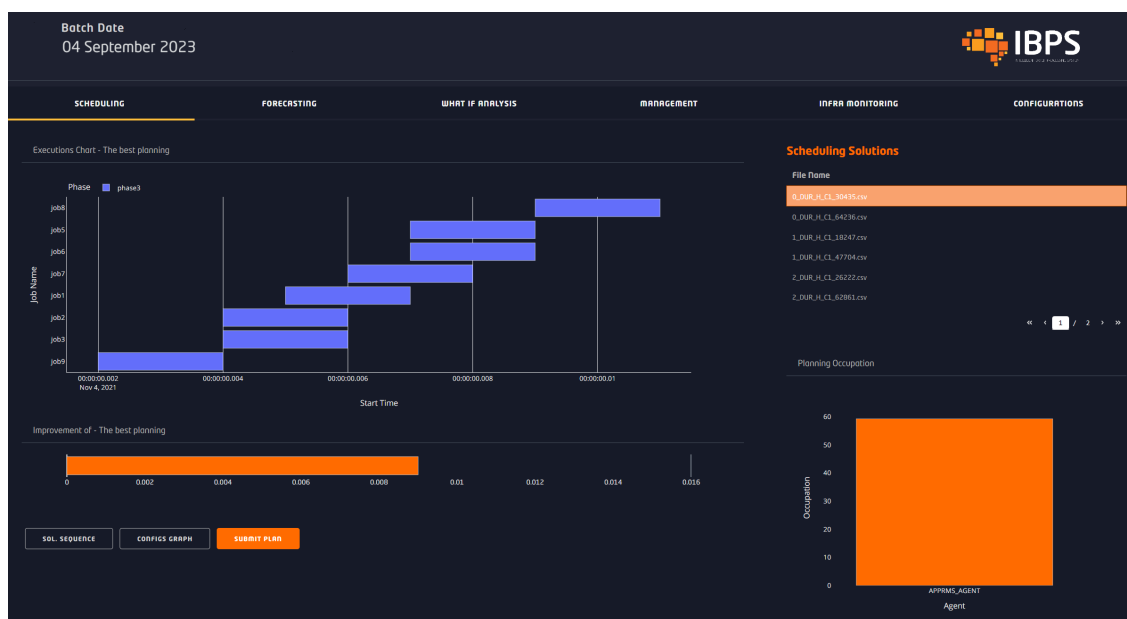 Batch Date
04 September 2023
IBPS
SCHEDULING FORECASTING WHAT IF ANALYSIS MANAGEMENT INFRA MONITORING CONFIGURATIONS
Executions Chart - The best planning
Phase phase3
Job Name
job8
job5
job6
job7
job1
job2
job3
job9
00:00:00.002 00:00:00.004 00:00:00.006 00:00:00.008 00:00:00.01
Nov 4, 2021
Start Time
Improvement of - The best planning
0 0.002 0.004 0.006 0.008 0.01 0.012 0.014 0.016
SOL. SEQUENCE CONFIGS GRAPH SUBMIT PLAN
Scheduling Solutions
File Name
0_DUR_H_C1_30435.csv
0_DUR_H_C1_64236.csv
1_DUR_H_C1_18247.csv
1_DUR_H_C1_47704.csv
2_DUR_H_C1_26222.csv
2_DUR_H_C1_62861.csv
« ‹ 1 / 2 › »
Planning Occupation
Occupation
60
50
40
30
20
10
0
APPRMS_AGENT
Agent